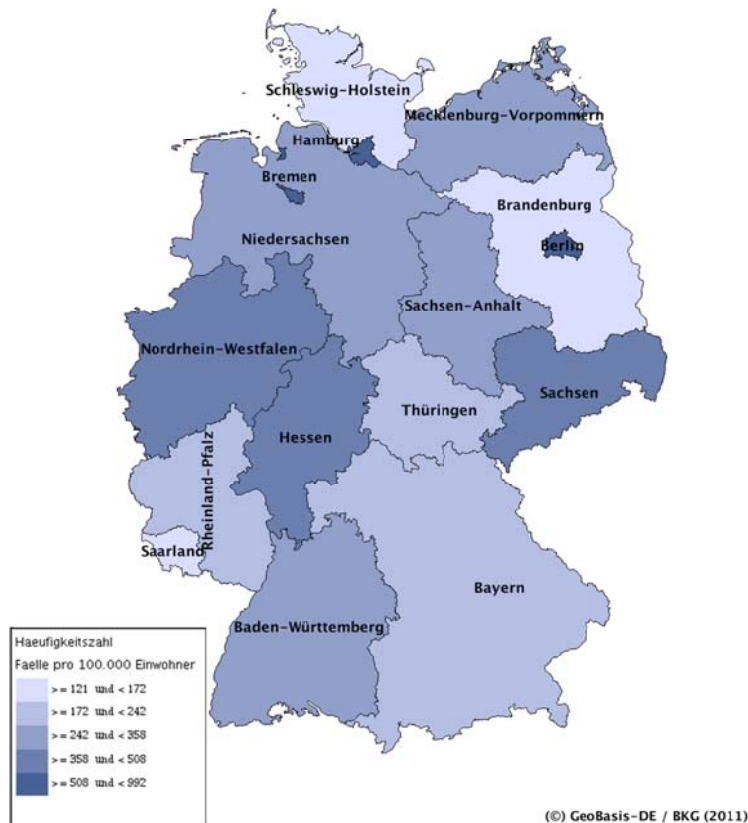 Schleswig-Holstein
Mecklenburg-Vorpommern
Hamburg
Bremen
Brandenburg
Berlin
Niedersachsen
Sachsen-Anhalt
Nordrhein-Westfalen
Sachsen
Thüringen
Hessen
Rheinland-Pfalz
Saarland
Bayern
Baden-Württemberg
Haeufigkeitszahl
Faelle pro 100.000 Einwohner
>= 121 und < 172
>= 172 und < 242
>= 242 und < 358
>= 358 und < 508
>= 508 und < 992
(©) GeoBasis-DE / BKG (2011)